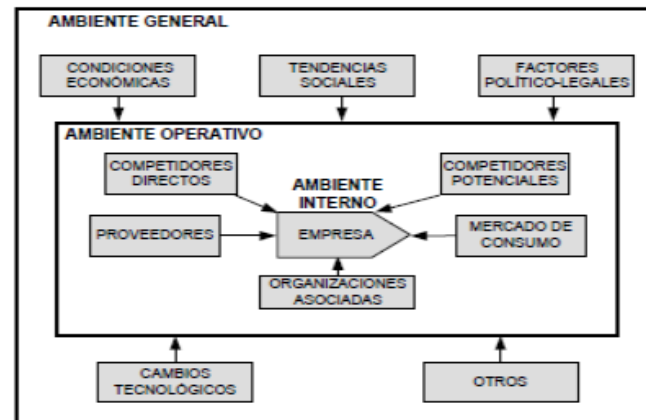 AMBIENTE GENERAL
CONDICIONES
ECONÓMICAS
TENDENCIAS
SOCIALES
FACTORES
POLÍTICO-LEGALES
AMBIENTE OPERATIVO
COMPETIDORES
DIRECTOS
COMPETIDORES
POTENCIALES
AMBIENTE
INTERNO
PROVEEDORES
EMPRESA
MERCADO DE
CONSUMO
ORGANIZACIONES
ASOCIADAS
CAMBIOS
TECNOLÓGICOS
OTROS